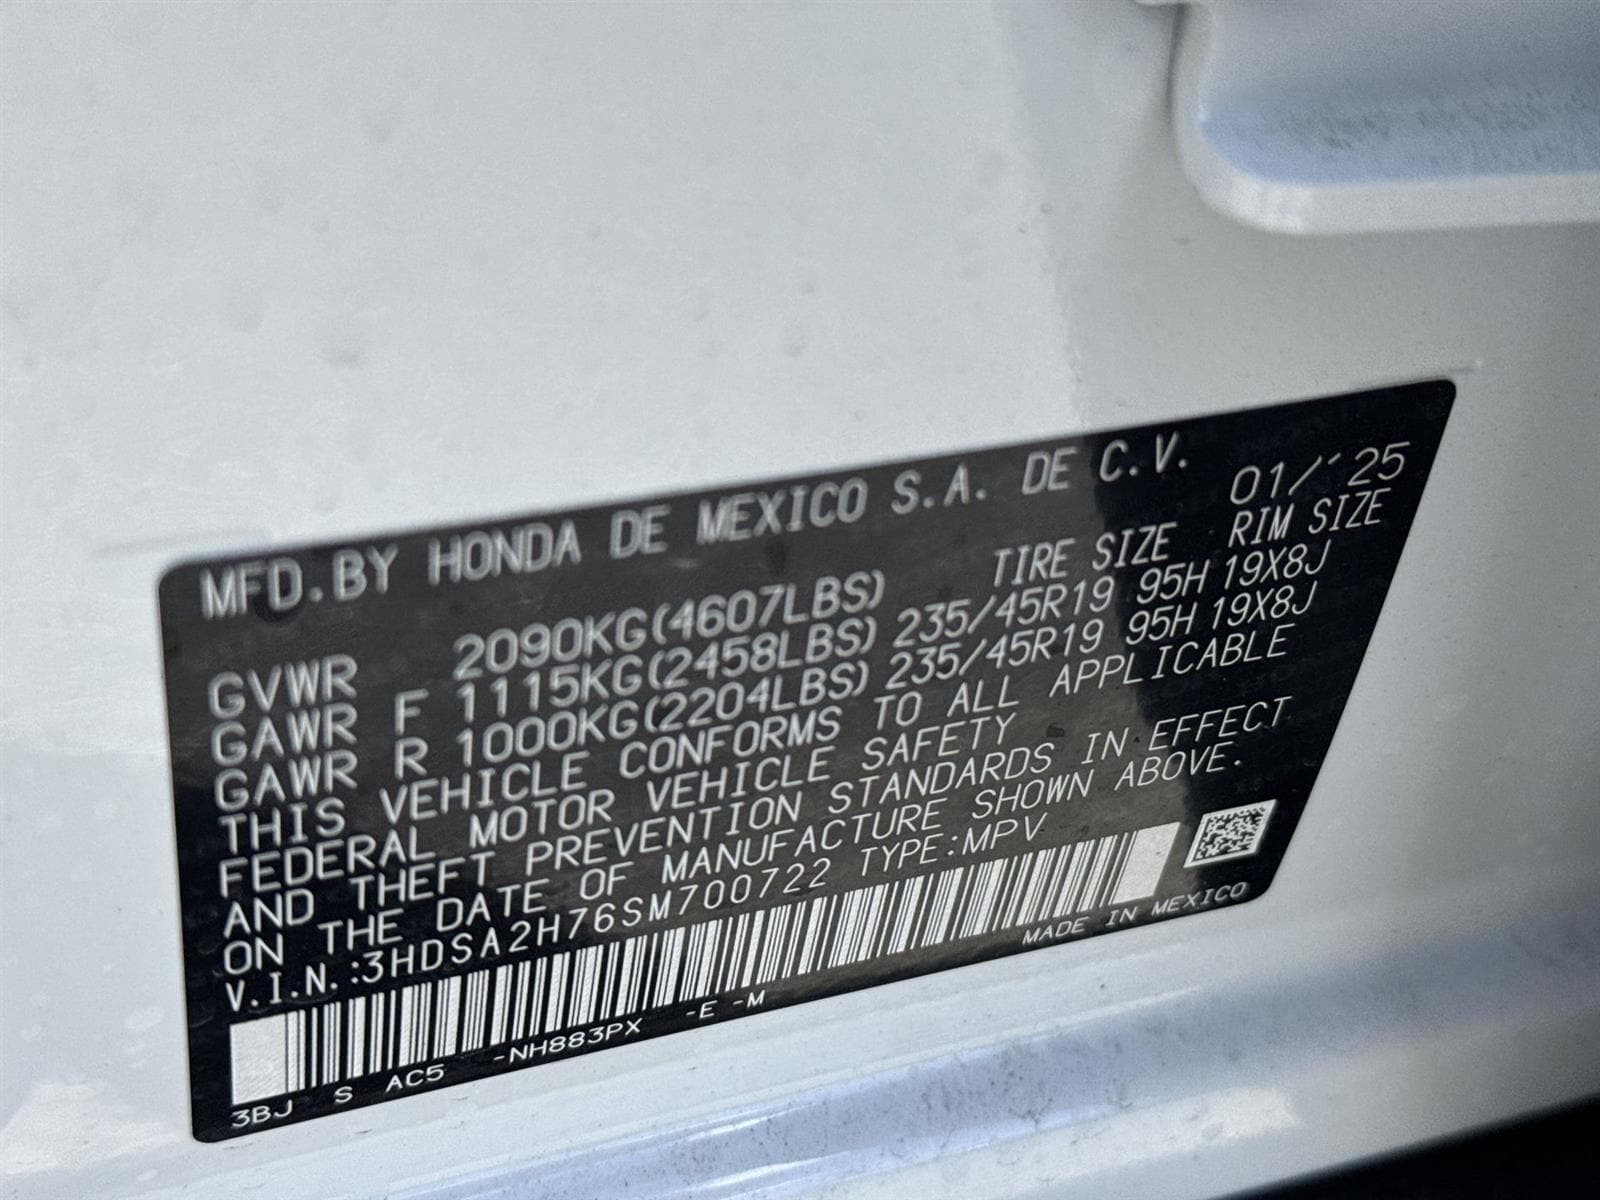 MFD. BY HONDA DE MEXICO S.A. DE C.V. 01/'25
GVWR 2090KG(4607LBS) TIRE SIZE RIM SIZE
GAWR F 1115KG(2458LBS) 235/45R19 95H 19X8J
GAWR R 1000KG(2204LBS) 235/45R19 95H 19X8J
THIS VEHICLE CONFORMS TO ALL APPLICABLE
FEDERAL MOTOR VEHICLE SAFETY
AND THEFT PREVENTION STANDARDS IN EFFECT
ON THE DATE OF MANUFACTURE SHOWN ABOVE.
V.I.N.:3HDSA2H76SM700722 TYPE:MPV
MADE IN MEXICO
3BJ S AC5 -NH883PX -E -M